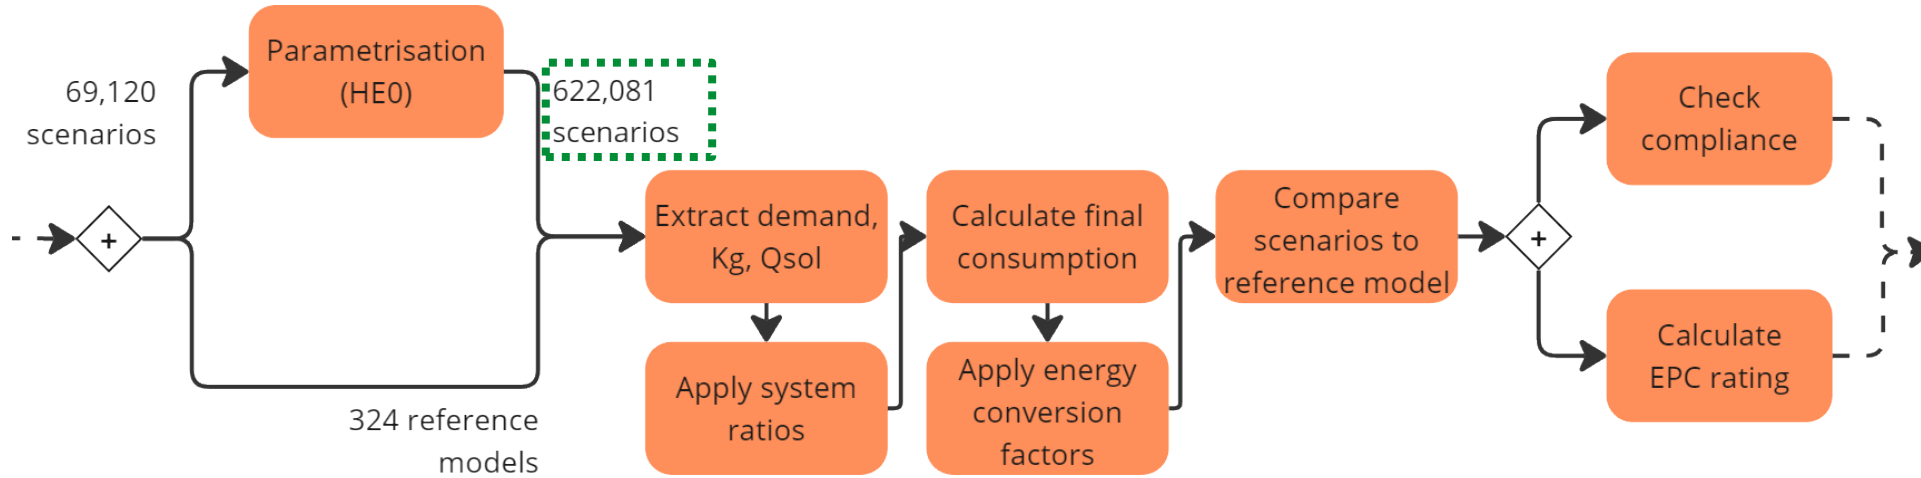 69,120
scenarios
Parametrisation
(HE0)
622,081
scenarios
+
324 reference
models
Extract demand,
Kg, Qsol
Apply system
ratios
Calculate final
consumption
Apply energy
conversion
factors
Compare
scenarios to
reference model
+
Check
compliance
Calculate
EPC rating